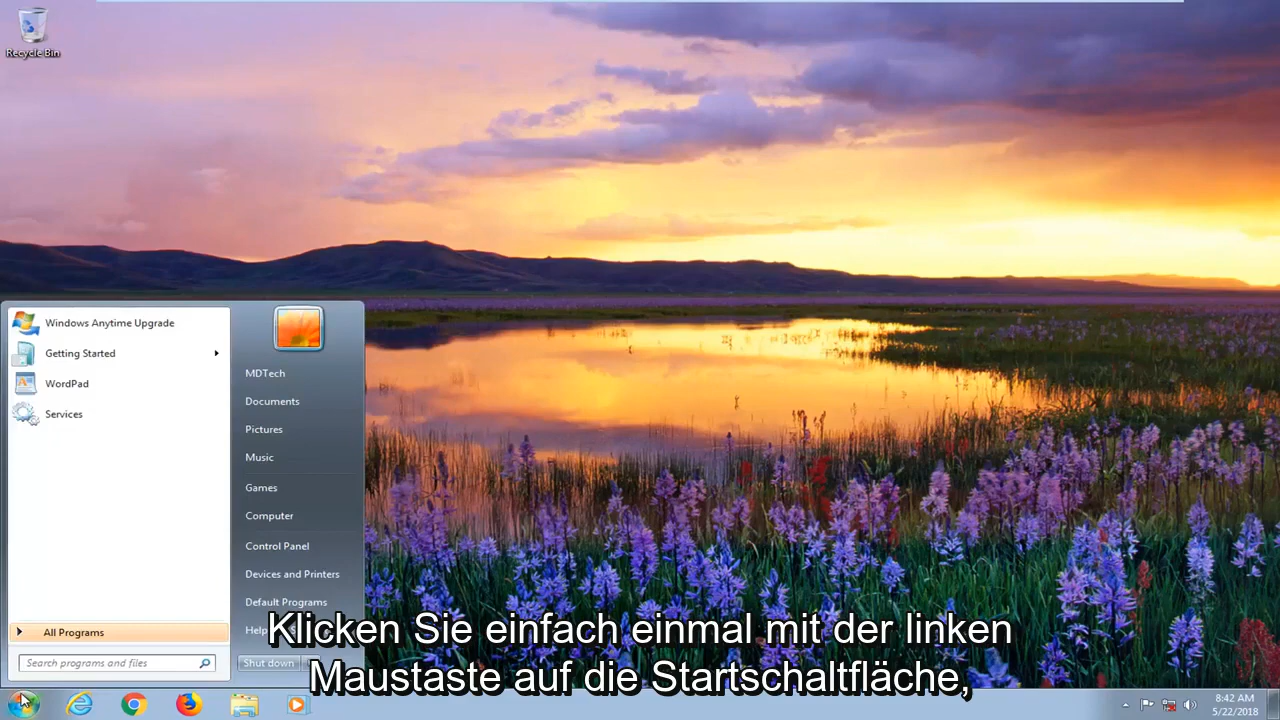 Recycle Bin
Windows Anytime Upgrade
Getting Started
WordPad
Services
All Programs
Search programs and files
MDTech
Documents
Pictures
Music
Games
Computer
Control Panel
Devices and Printers
Default Programs
Help
Shut down
Klicken Sie einfach einmal mit der linken
Maustaste auf die Startschaltfläche,
8:42 AM
5/22/2018